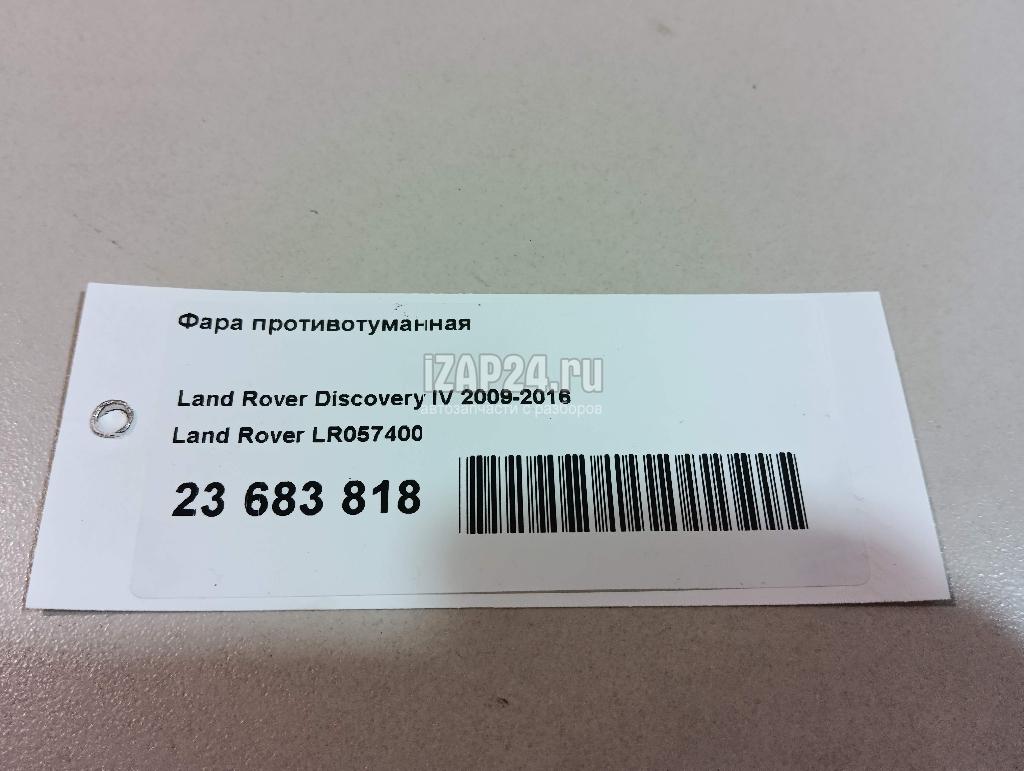 Фара противотуманная
iZAP24.ru
Land Rover Discovery IV 2009-2016
автозапчасти с разборов
Land Rover LR057400
23 683 818